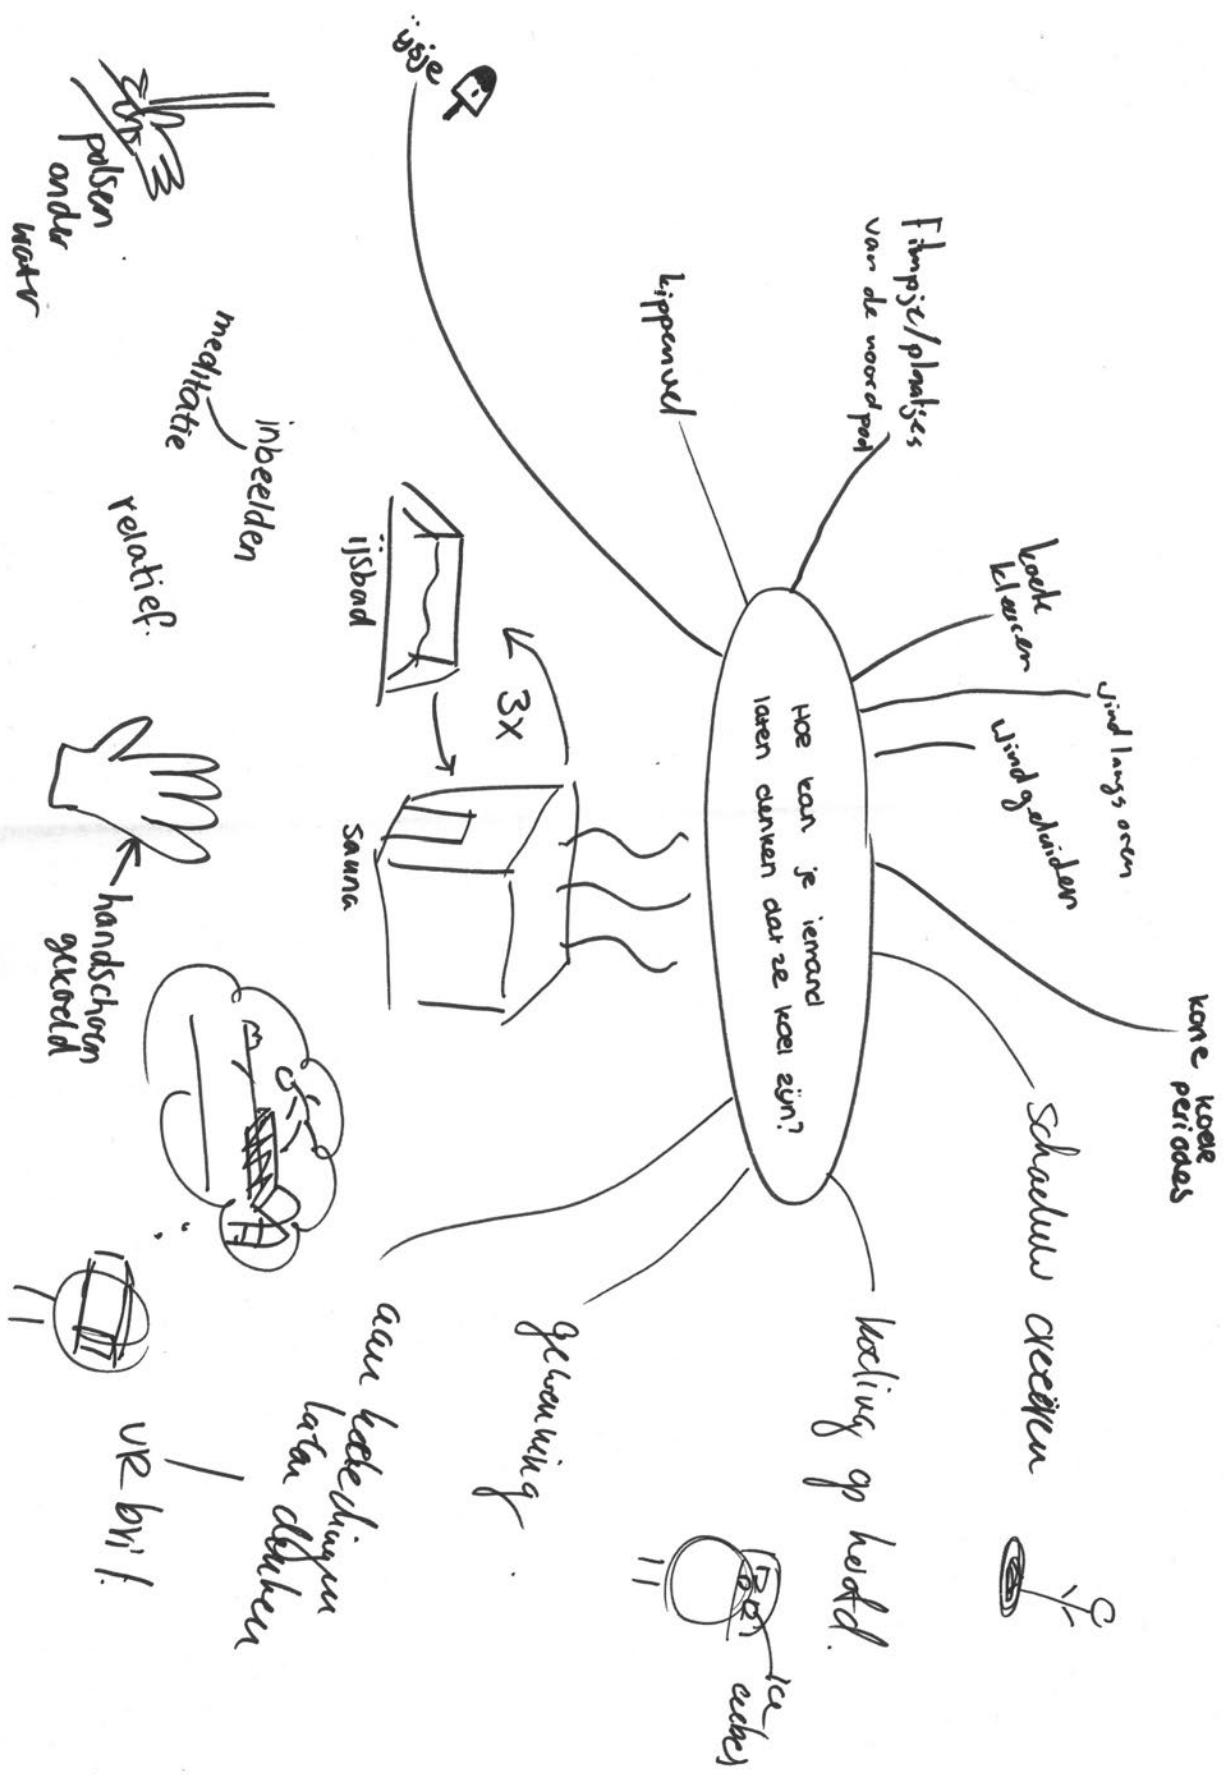 Hoe kan je iemand
laten denken dat ze koel zijn?
ijsje
kippenvel
Filmpje/plaatjes
van de noordpool
koele
kleuren
wind langs oren
windgeluiden
korte koele
periodes
schaduw creëren
koeling op hoofd.
ice
cubes
gewenning
aan koele dingen
laten denken
VR bril!
3x
ijsbad
sauna
polsen
onder
water
inbeelden
meditatie
relatief.
handschoen
gekoeld